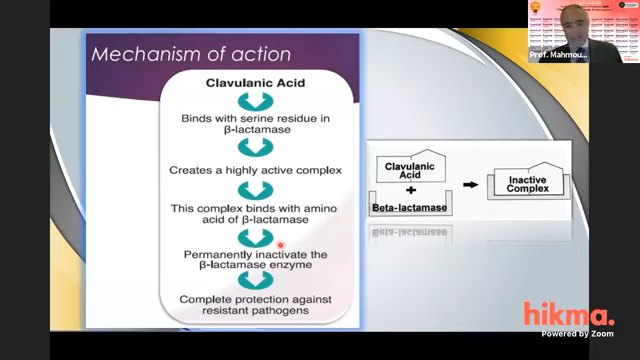 Mechanism of action
Clavulanic Acid
Binds with serine residue in
β-lactamase
Creates a highly active complex
This complex binds with amino
acid of β-lactamase
Permanently inactivate the
β-lactamase enzyme
Complete protection against
resistant pathogens
Clavulanic
Acid
+
Beta-lactamase
Inactive
Complex
Prof. Mahmou...
hikma.
Powered by Zoom